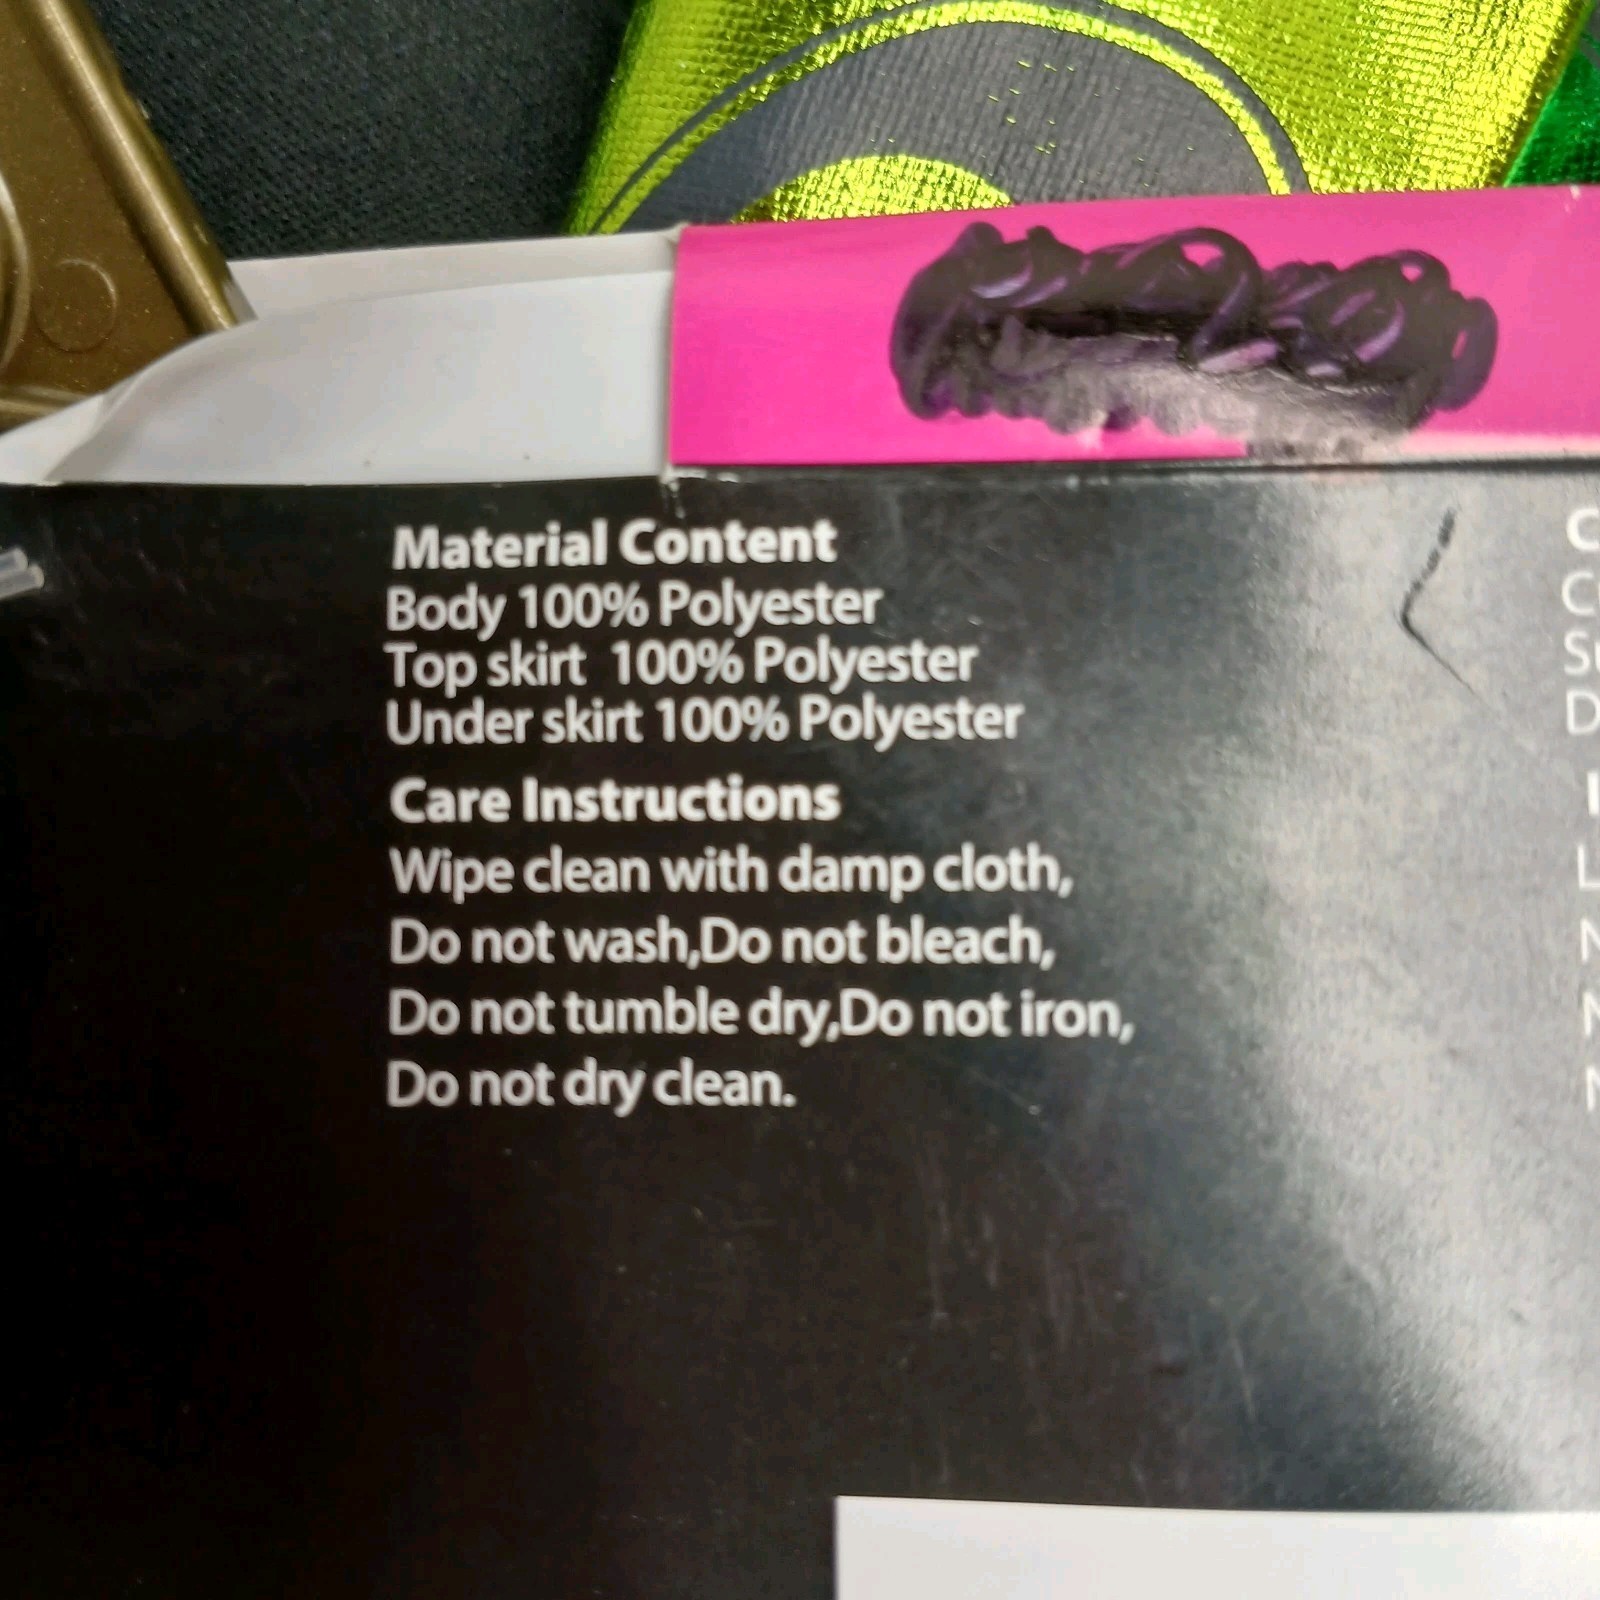 Material Content
Body 100% Polyester
Top skirt 100% Polyester
Under skirt 100% Polyester
Care Instructions
Wipe clean with damp cloth,
Do not wash,Do not bleach,
Do not tumble dry,Do not iron,
Do not dry clean.